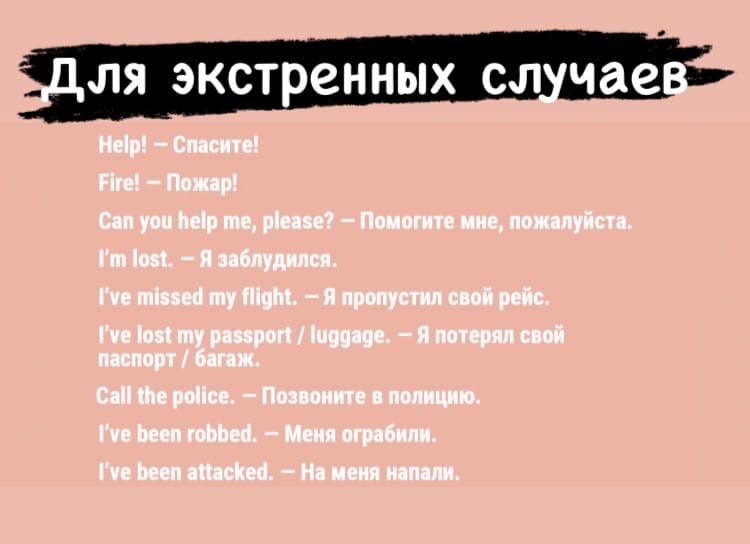 Для экстренных случаев
Help! – Спасите!
Fire! – Пожар!
Can you help me, please? – Помогите мне, пожалуйста.
I'm lost. – Я заблудился.
I've missed my flight. – Я пропустил свой рейс.
I've lost my passport / luggage. – Я потерял свой
паспорт / багаж.
Call the police. – Позвоните в полицию.
I've been robbed. – Меня ограбили.
I've been attacked. – На меня напали.